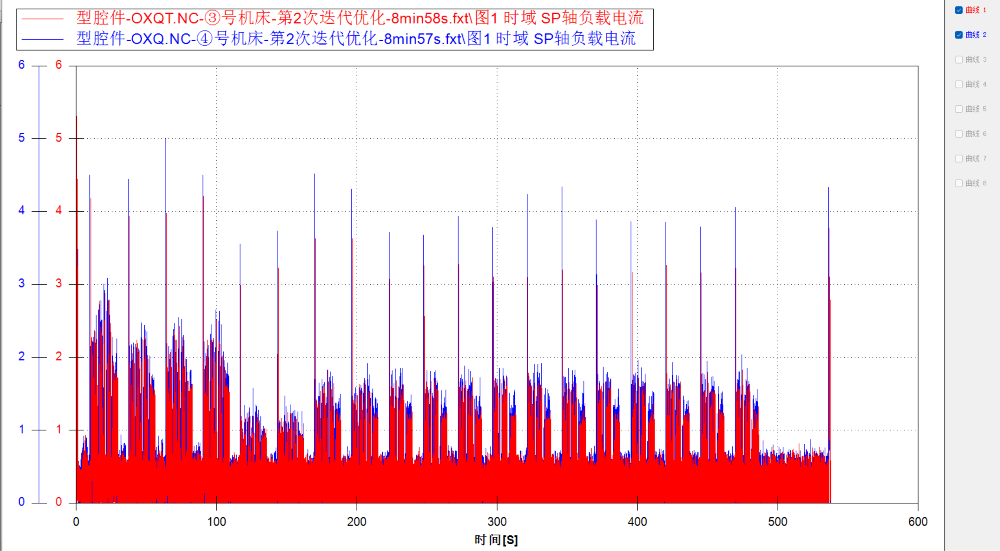 型腔件-OXQT.NC-③号机床-第2次迭代优化-8min58s.fxt\图1 时域 SP轴负载电流
型腔件-OXQ.NC-④号机床-第2次迭代优化-8min57s.fxt\图1 时域 SP轴负载电流
曲线 1
曲线 2
曲线 3
曲线 4
曲线 5
曲线 6
曲线 7
曲线 8
6 6
5 5
4 4
3 3
2 2
1 1
0 0
0 100 200 300 400 500 600
时间[S]